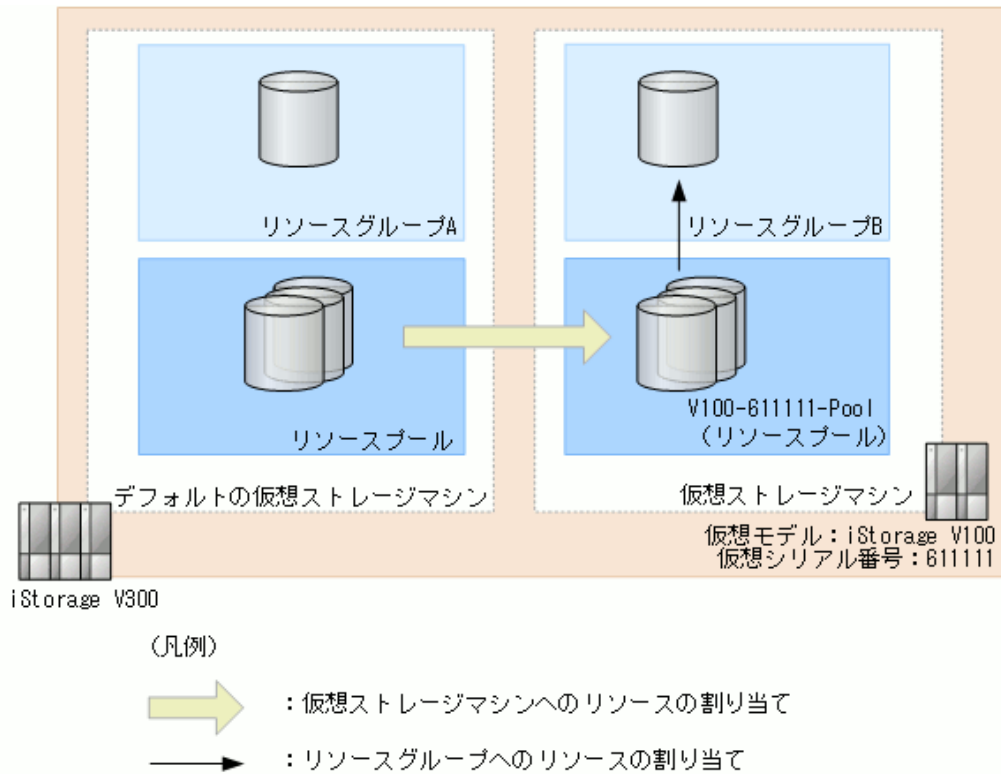 リソースグループA
リソースグループB
リソースプール
V100-611111-Pool
(リソースプール)
デフォルトの仮想ストレージマシン
仮想ストレージマシン
仮想モデル:iStorage V100
仮想シリアル番号:611111
iStorage V300
(凡例)
:仮想ストレージマシンへのリソースの割り当て
:リソースグループへのリソースの割り当て